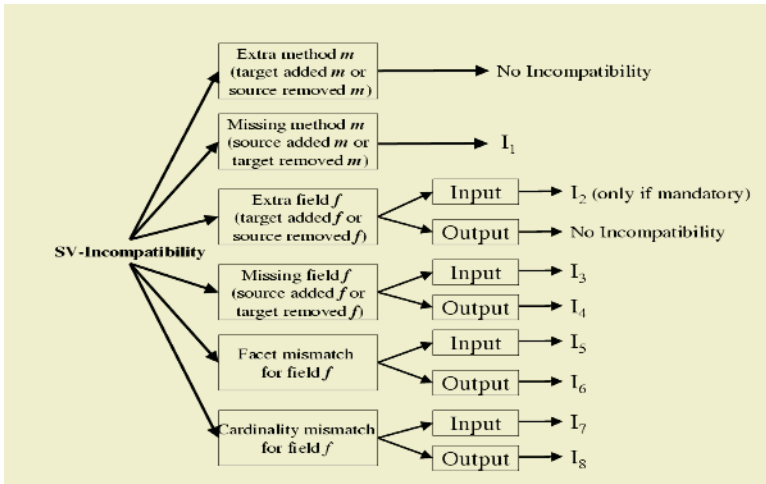 Extra method m
(target added m or
source removed m)
No Incompatibility
Missing method m
(source added m or
target removed m)
I₁
Extra field f
(target added f or
source removed f)
Input
I₂ (only if mandatory)
Output
No Incompatibility
SV-Incompatibility
Missing field f
(source added f or
target removed f)
Input
I₃
Output
I₄
Facet mismatch
for field f
Input
I₅
Output
I₆
Cardinality mismatch
for field f
Input
I₇
Output
I₈